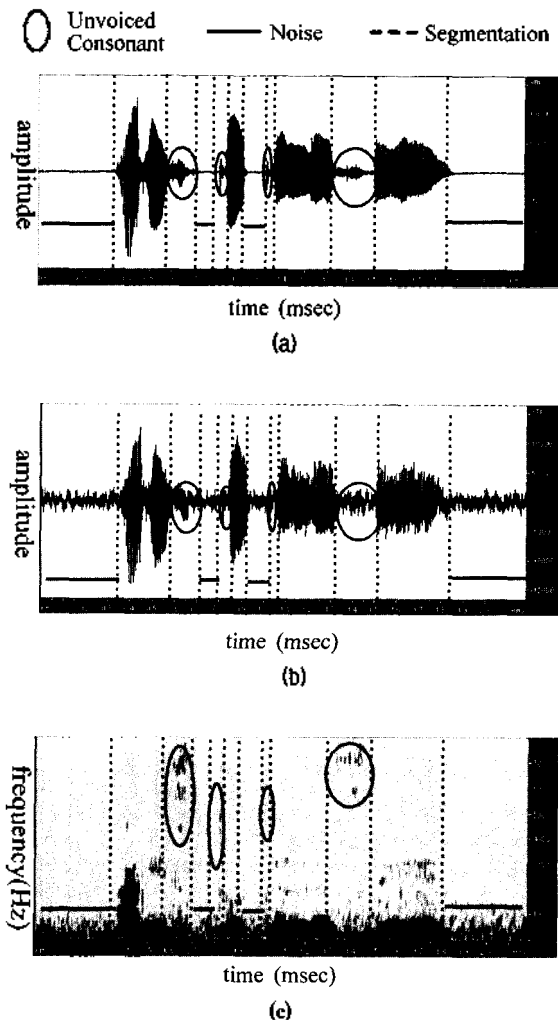 Unvoiced
Consonant
Noise
Segmentation
amplitude
time (msec)
(a)
amplitude
time (msec)
(b)
frequency(Hz)
time (msec)
(c)